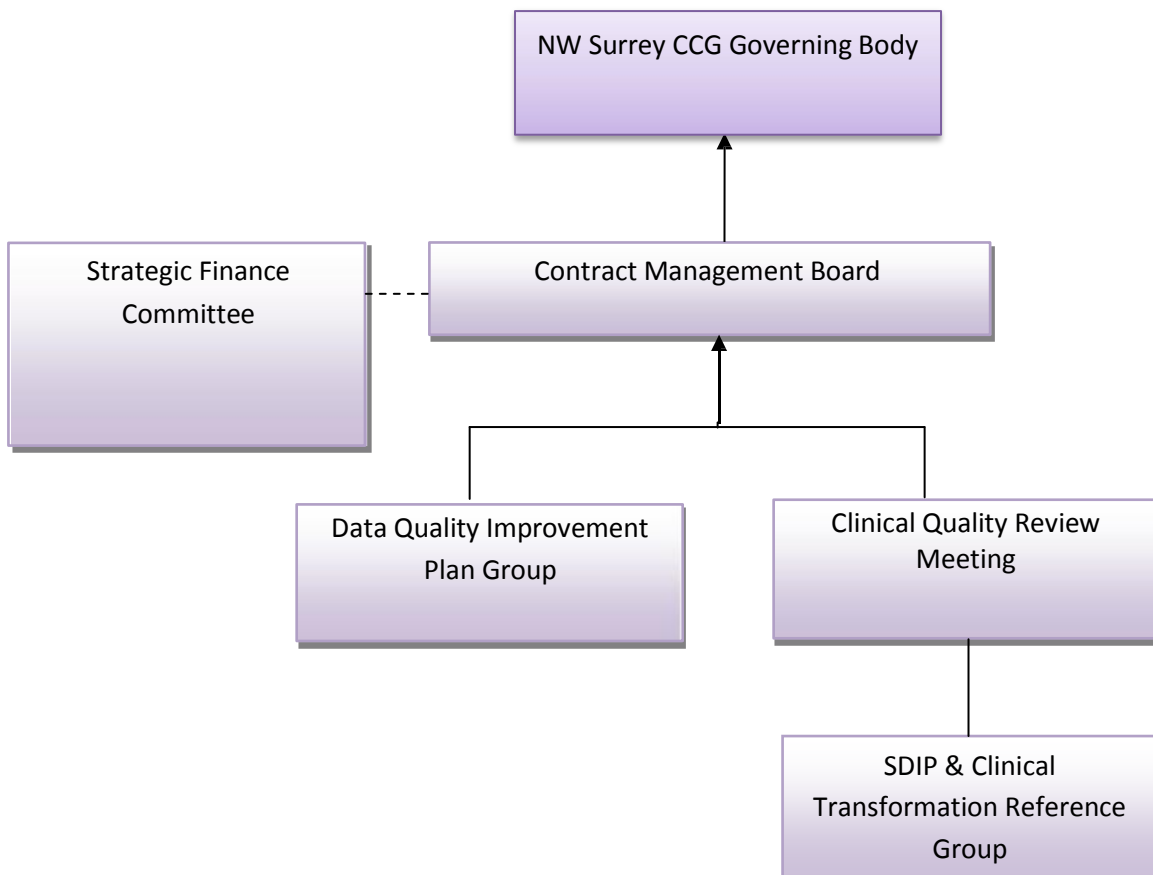 NW Surrey CCG Governing Body
Strategic Finance
Committee
Contract Management Board
Data Quality Improvement
Plan Group
Clinical Quality Review
Meeting
SDIP & Clinical
Transformation Reference
Group